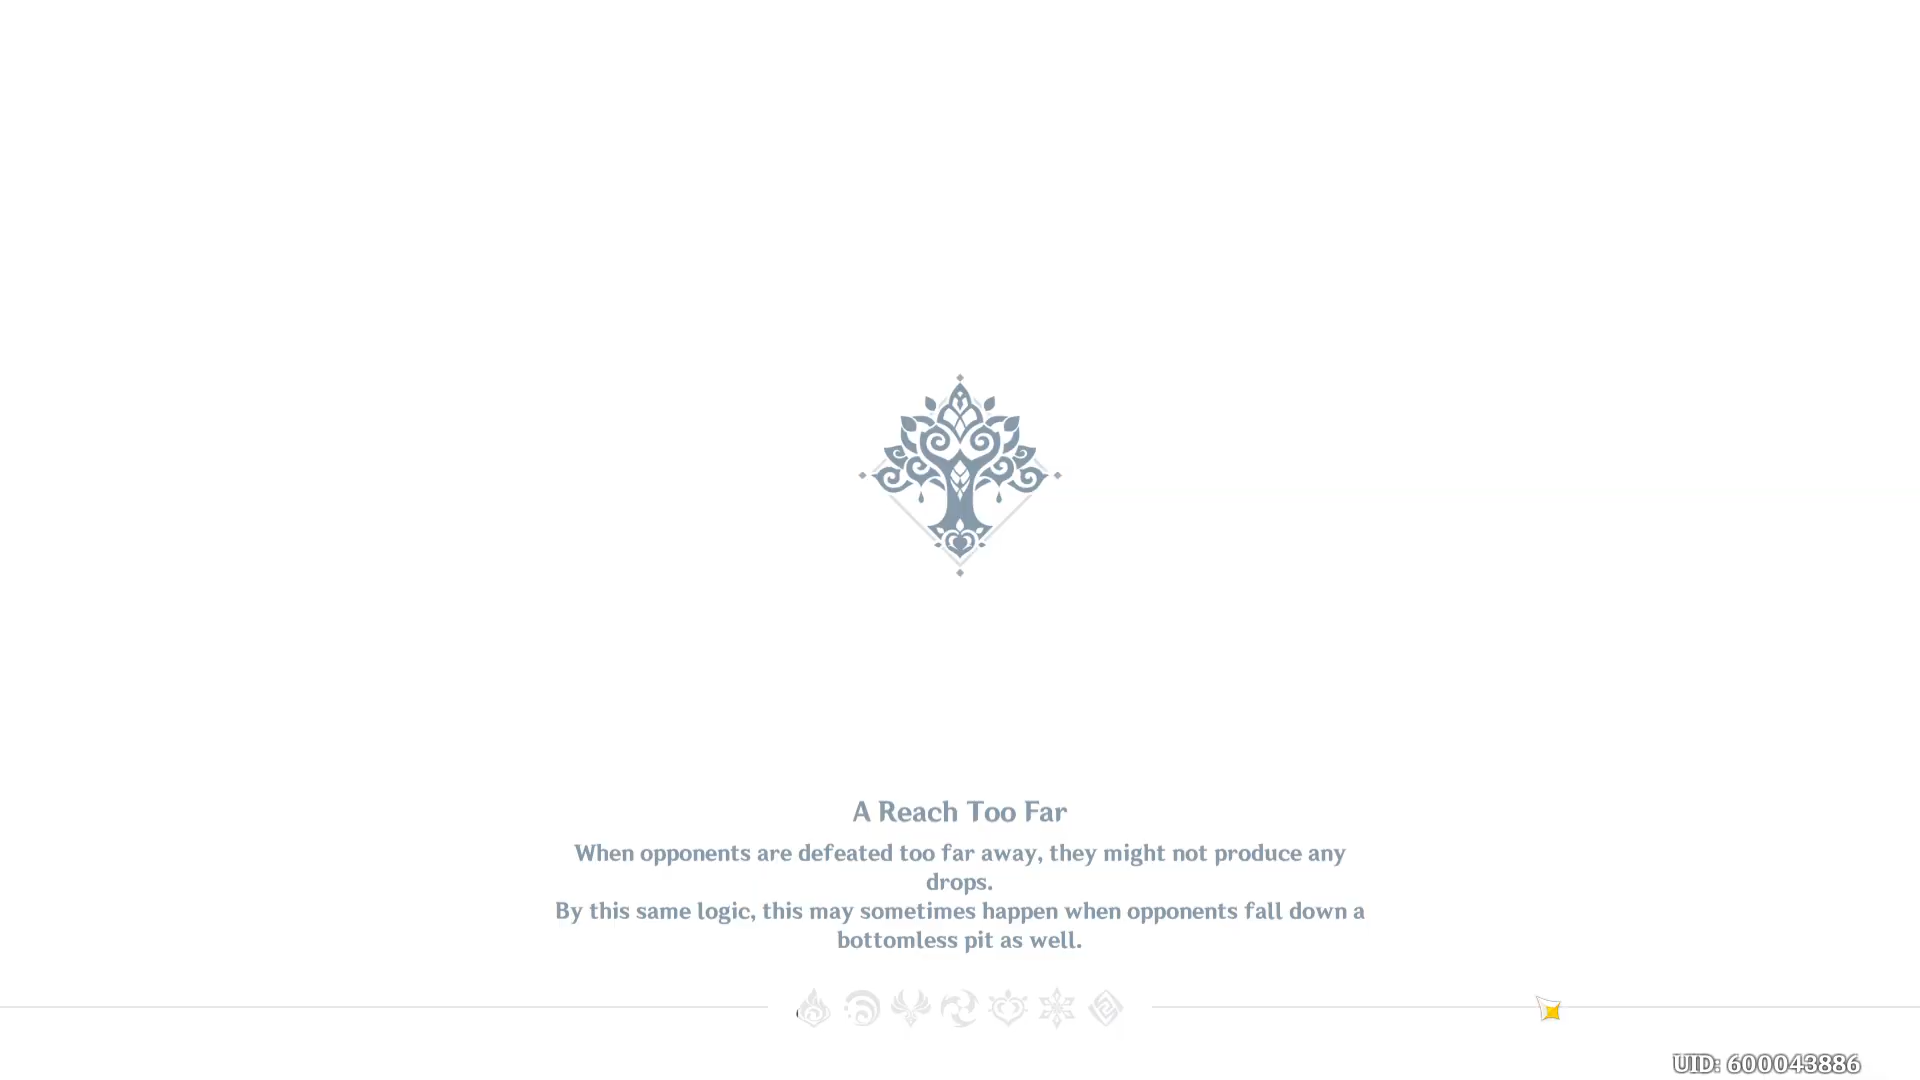 A Reach Too Far
When opponents are defeated too far away, they might not produce any
drops.
By this same logic, this may sometimes happen when opponents fall down a
bottomless pit as well.
UID: 600043886